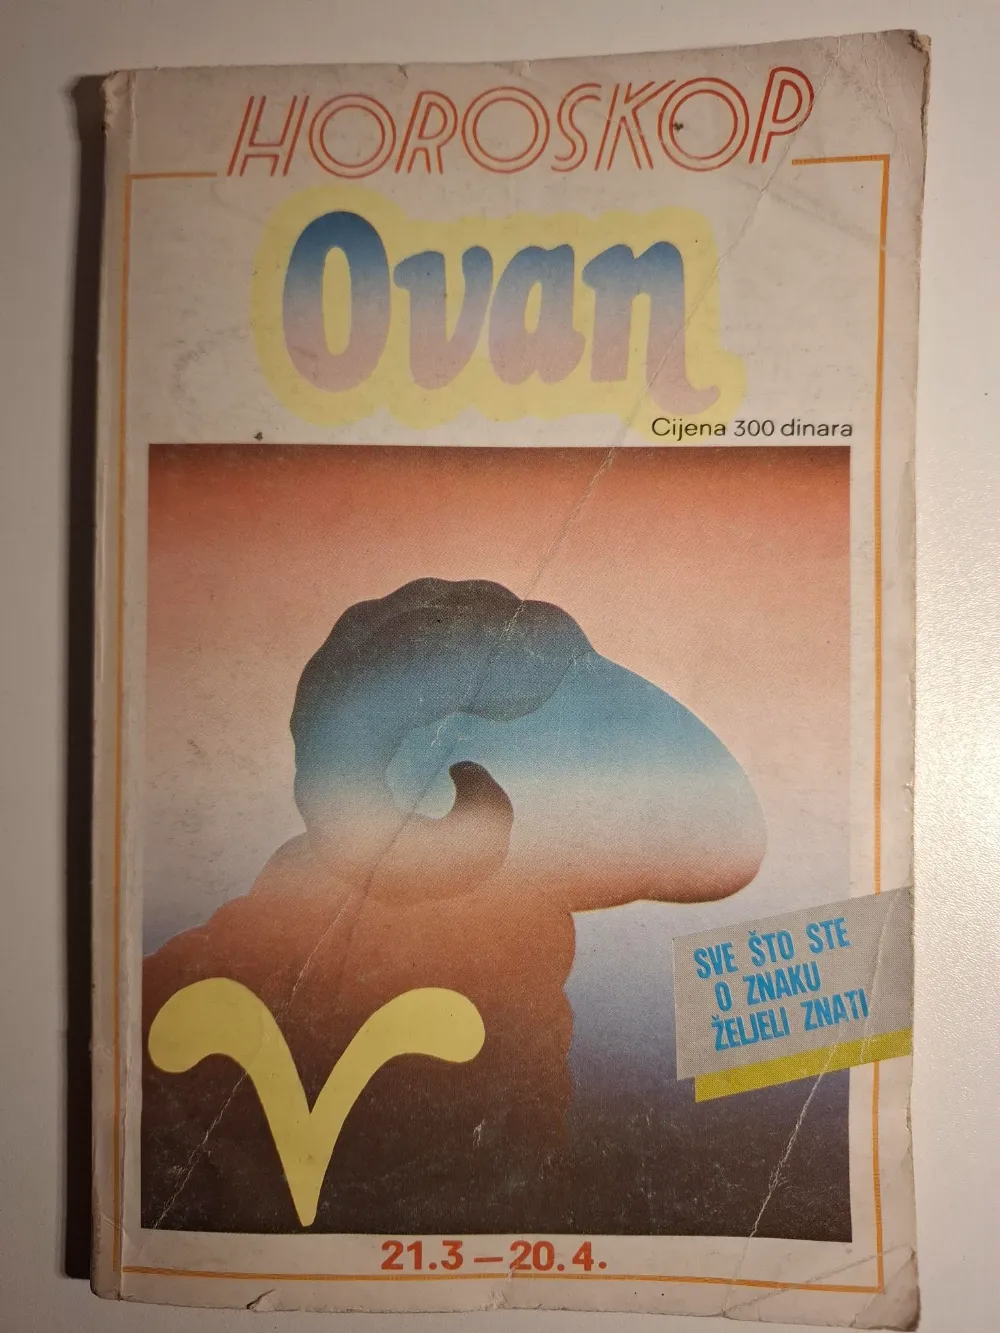 HOROSKOP
Ovan
Cijena 300 dinara
SVE ŠTO STE
O ZNAKU
ŽELJELI ZNATI
21.3—20.4.